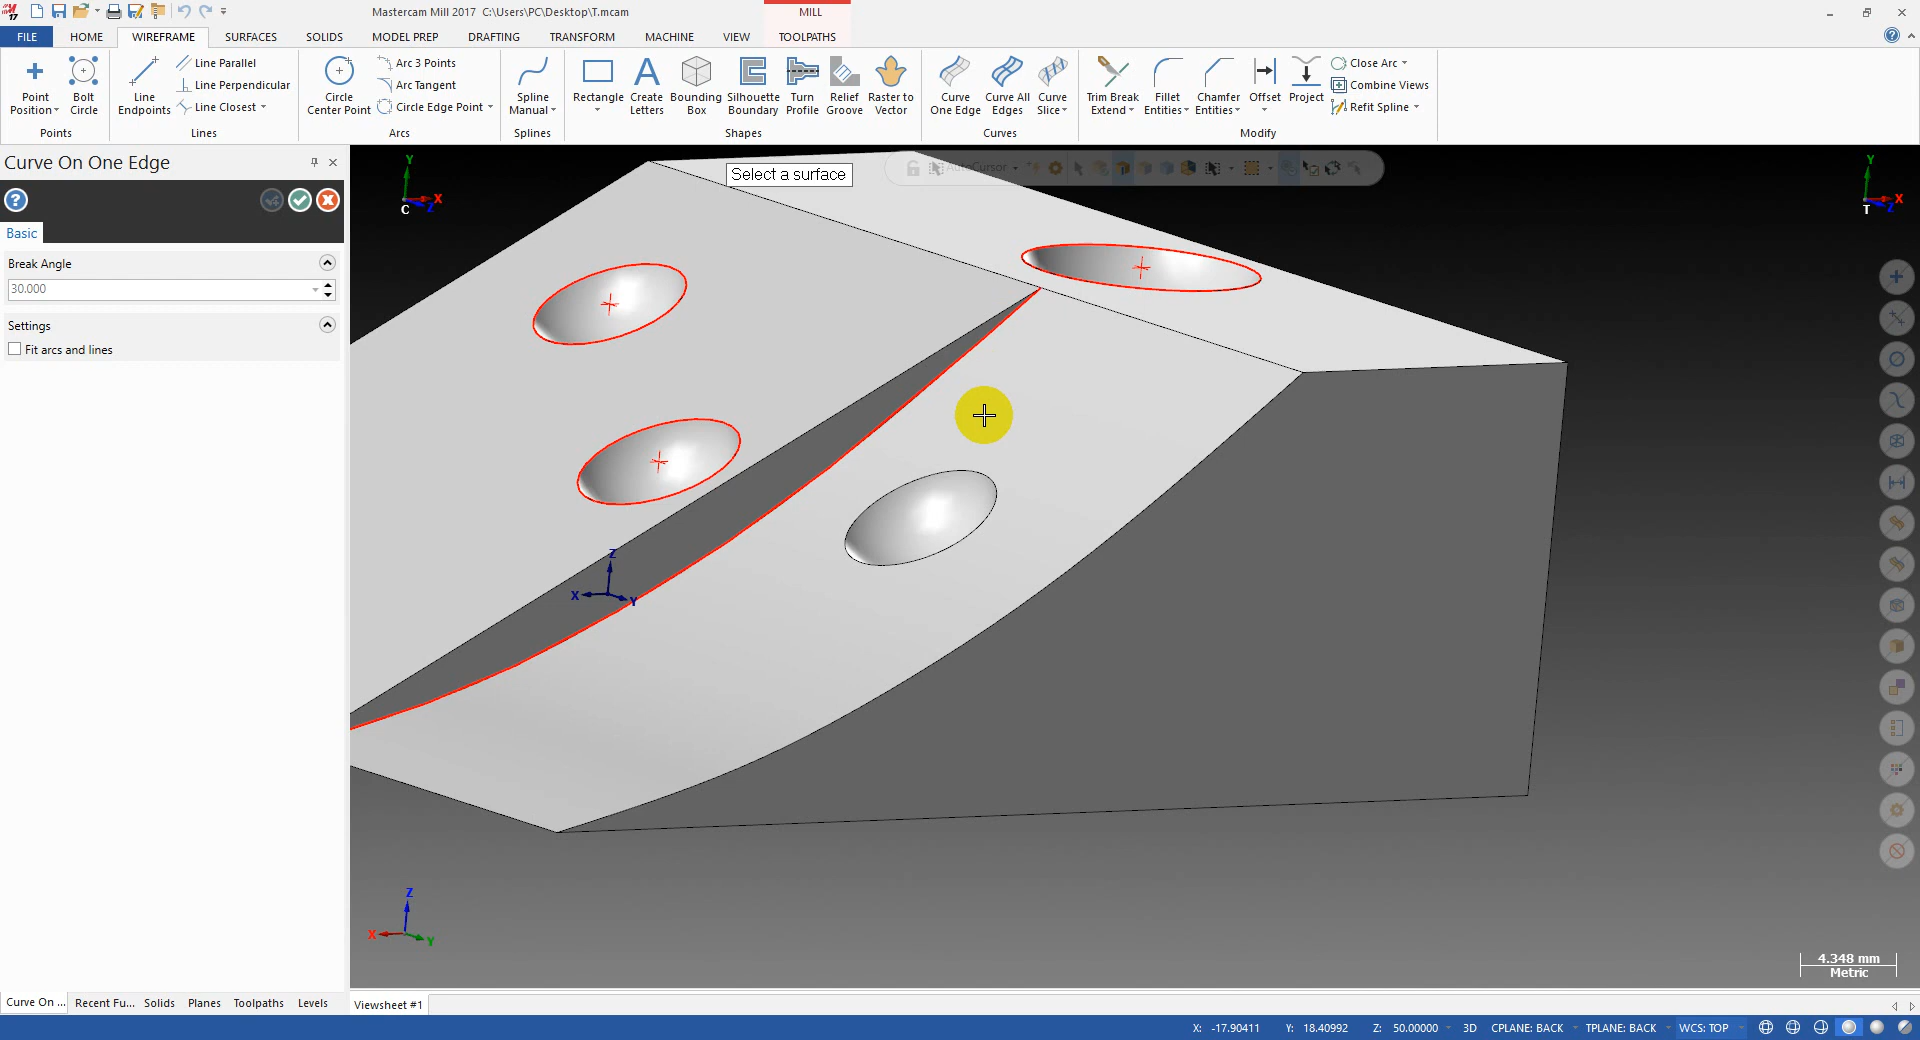 Mastercam Mill 2017 C:\Users\PC\Desktop\T.mcam
MILL
17
FILE HOME WIREFRAME SURFACES SOLIDS MODEL PREP DRAFTING TRANSFORM MACHINE VIEW TOOLPATHS
Point Position
Bolt Circle
Points
Line Endpoints
Line Parallel
Line Perpendicular
Line Closest
Lines
Circle Center Point
Arc 3 Points
Arc Tangent
Circle Edge Point
Arcs
Spline Manual
Splines
Rectangle
Create Letters
Bounding Box
Silhouette Boundary
Turn Profile
Relief Groove
Raster to Vector
Shapes
Curve One Edge
Curve All Edges
Curve Slice
Curves
Trim Break Extend
Fillet Entities
Chamfer Entities
Offset
Project
Close Arc
Combine Views
Refit Spline
Modify
Curve On One Edge
Basic
Break Angle
30.000
Settings
Fit arcs and lines
Select a surface
AutoCursor
Y
X
Z
C
Y
X
Z
T
Z
X
Y
Z
X
Y
4.348 mm
Metric
Curve On ... Recent Fu... Solids Planes Toolpaths Levels
Viewsheet #1
X: -17.90411 Y: 18.40992 Z: 50.00000 3D CPLANE: BACK TPLANE: BACK WCS: TOP